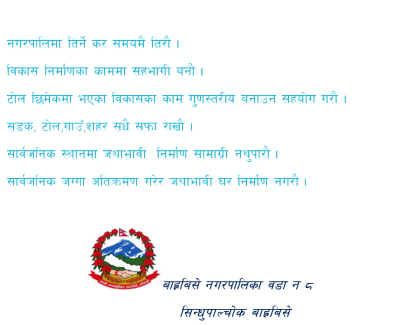 नगरपालिमा तिर्ने कर समयमै तिरौ ।
विकास निर्माणका काममा सहभागी बनौ ।
टोल छिमेकमा भएका विकासका काम गुणस्तरीय बनाउन सहयोग गरौ ।
सडक, टोल,गाउँ,शहर सधै सफा राखौ ।
सार्वजनिक स्थानमा जथाभावी निर्माण सामाग्री नथुपारौ ।
सार्वजनिक जग्गा अतिक्रमण गरेर जथाभावी घर निर्माण नगरौ ।
बाह्रबिसे नगरपालिका वडा न ८
सिन्धुपाल्चोक बाह्रबिसे